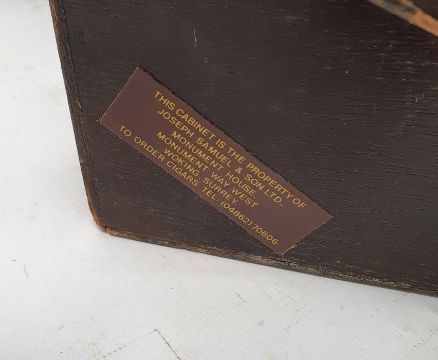 THIS CABINET IS THE PROPERTY OF
JOSEPH SAMUEL & SON LTD.,
MONUMENT HOUSE
MONUMENT WAY WEST
WOKING, SURREY.
TO ORDER CIGARS TEL. (04862) 70606